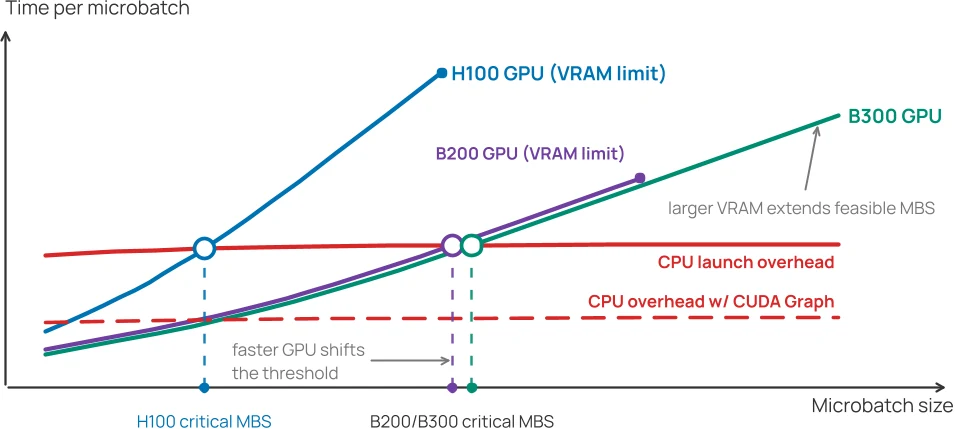 Time per microbatch
H100 GPU (VRAM limit)
B300 GPU
B200 GPU (VRAM limit)
larger VRAM extends feasible MBS
CPU launch overhead
CPU overhead w/ CUDA Graph
faster GPU shifts
the threshold
Microbatch size
H100 critical MBS
B200/B300 critical MBS